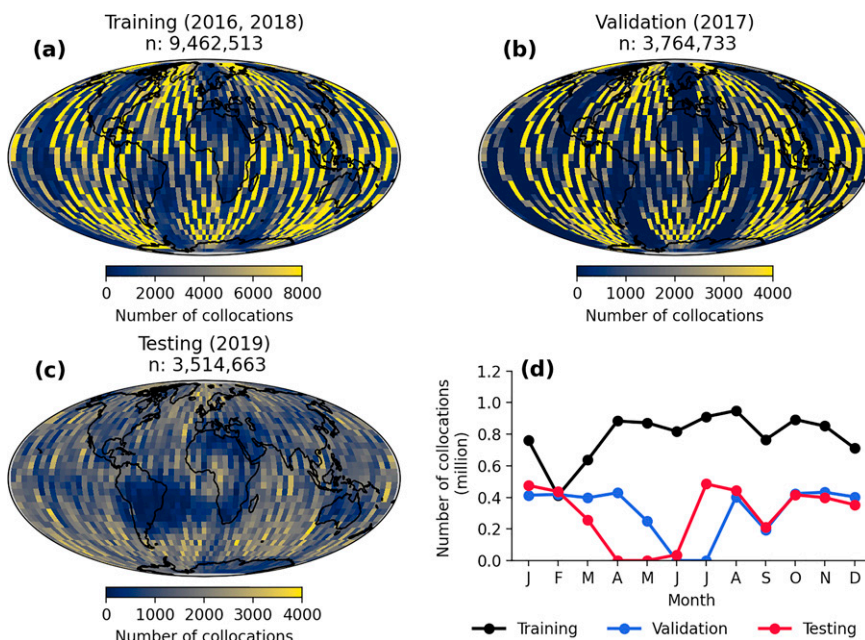 Training (2016, 2018)
n: 9,462,513
(a)
0 2000 4000 6000 8000
Number of collocations
Validation (2017)
n: 3,764,733
(b)
0 1000 2000 3000 4000
Number of collocations
Testing (2019)
n: 3,514,663
(c)
0 1000 2000 3000 4000
Number of collocations
(d)
Number of collocations
(million)
1.2
1.0
0.8
0.6
0.4
0.2
0.0
J F M A M J J A S O N D
Month
Training Validation Testing